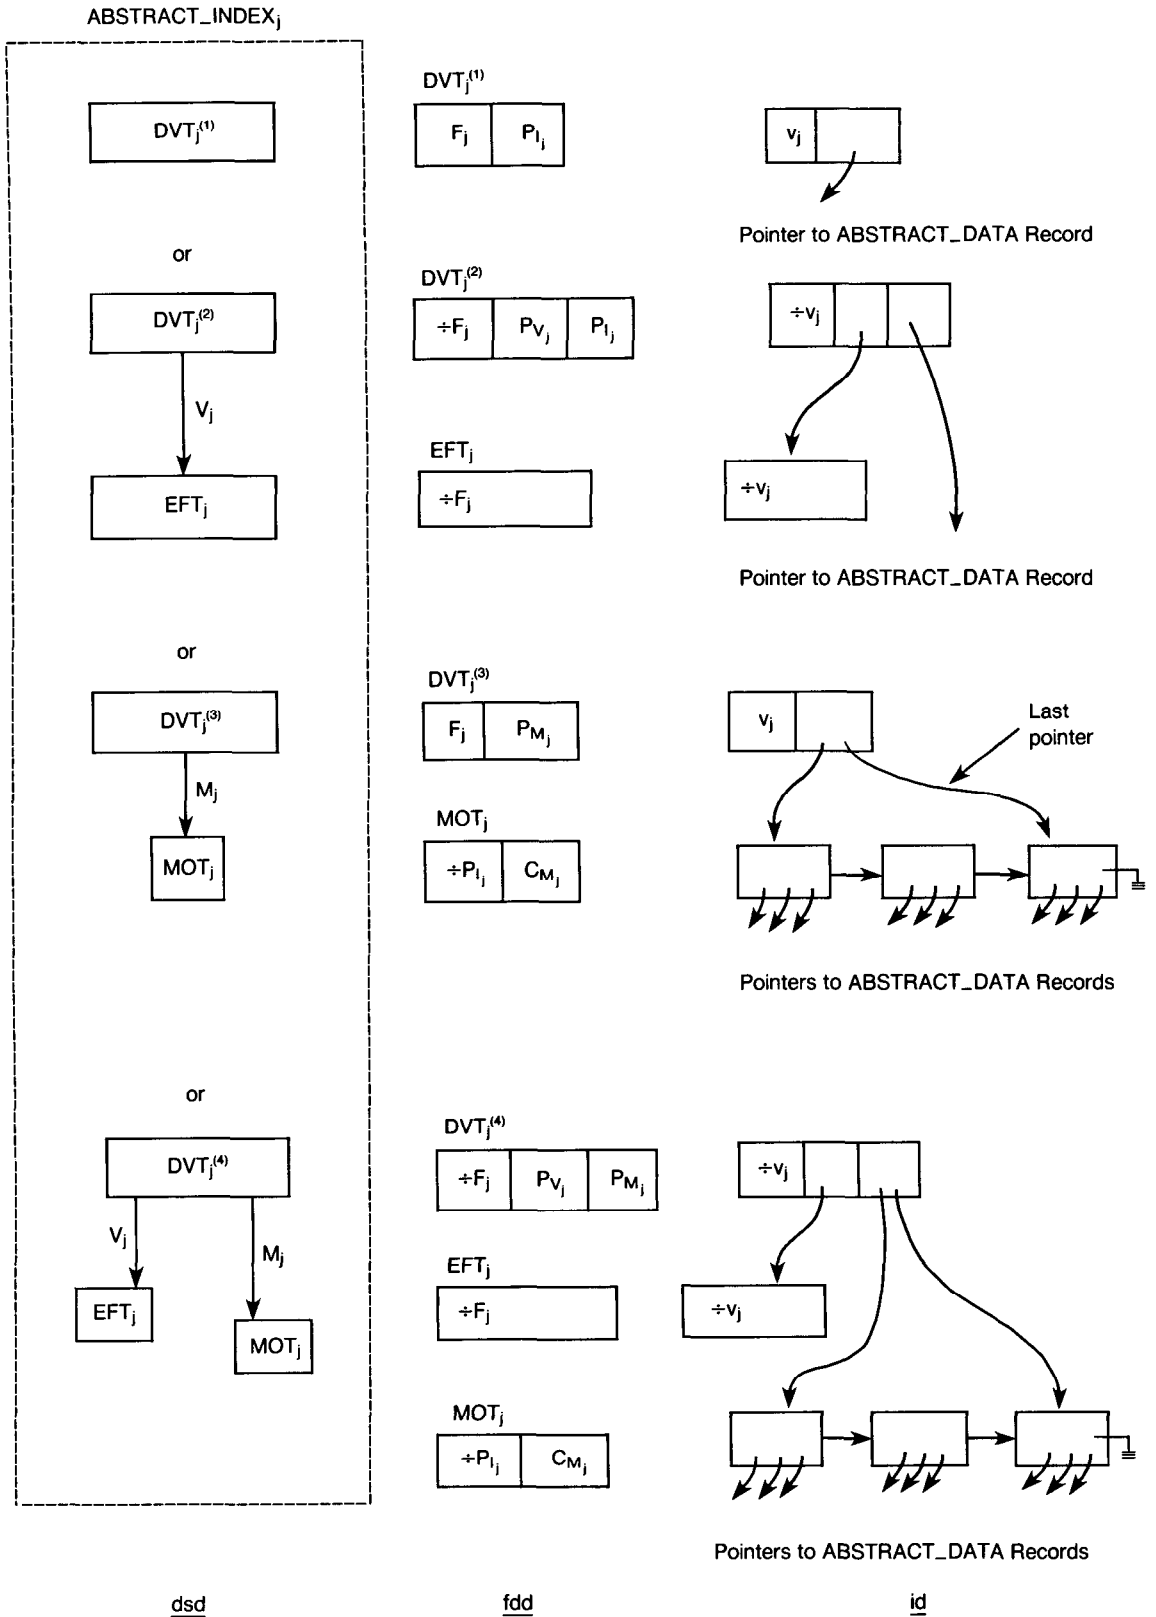 ABSTRACT_INDEXj
DVTj(1)
DVTj(1)
Fj PIj
vj
Pointer to ABSTRACT_DATA Record
or
DVTj(2)
DVTj(2)
÷Fj PVj PIj
÷vj
Vj
EFTj
EFTj
÷Fj
÷vj
Pointer to ABSTRACT_DATA Record
or
DVTj(3)
DVTj(3)
Fj PMj
vj
Last
pointer
Mj
MOTj
MOTj
÷PIj CMj
Pointers to ABSTRACT_DATA Records
or
DVTj(4)
DVTj(4)
÷Fj PVj PMj
÷vj
Vj
Mj
EFTj
MOTj
EFTj
÷Fj
÷vj
MOTj
÷PIj CMj
Pointers to ABSTRACT_DATA Records
dsd
fdd
id